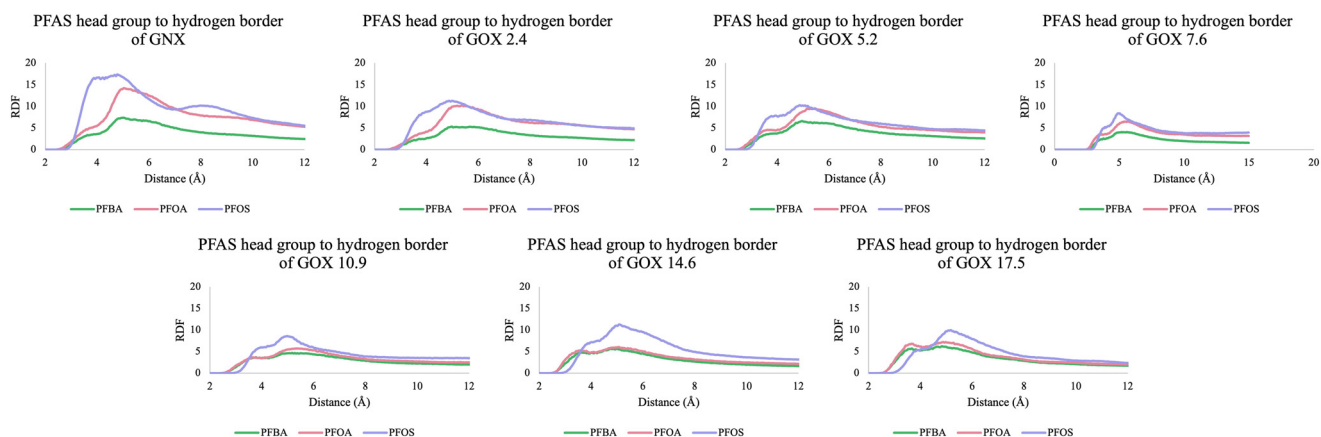 PFAS head group to hydrogen border
of GNX
20
15
10
5
0
RDF
2
4
6
8
10
12
Distance (Å)
PFBA PFOA PFOS
PFAS head group to hydrogen border
of GOX 2.4
20
15
10
5
0
RDF
2
4
6
8
10
12
Distance (Å)
PFBA PFOA PFOS
PFAS head group to hydrogen border
of GOX 5.2
20
15
10
5
0
RDF
2
4
6
8
10
12
Distance (Å)
PFBA PFOA PFOS
PFAS head group to hydrogen border
of GOX 7.6
20
15
10
5
0
RDF
0
5
10
15
20
Distance (Å)
PFBA PFOA PFOS
PFAS head group to hydrogen border
of GOX 10.9
20
15
10
5
0
RDF
2
4
6
8
10
12
Distance (Å)
PFBA PFOA PFOS
PFAS head group to hydrogen border
of GOX 14.6
20
15
10
5
0
RDF
2
4
6
8
10
12
Distance (Å)
PFBA PFOA PFOS
PFAS head group to hydrogen border
of GOX 17.5
20
15
10
5
0
RDF
2
4
6
8
10
12
Distance (Å)
PFBA PFOA PFOS